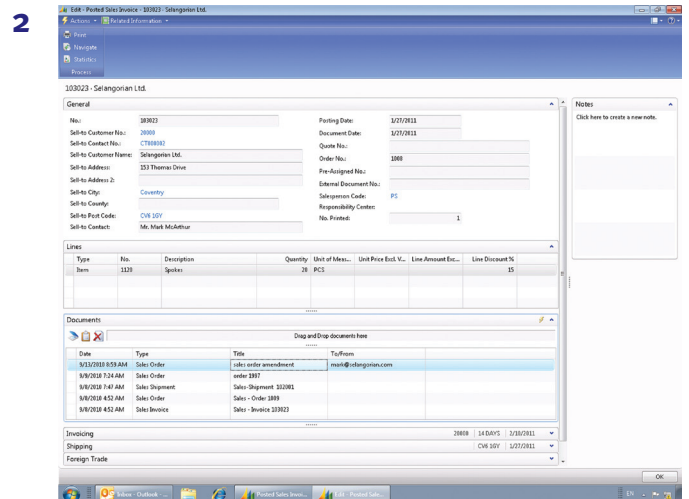 2
Edit - Posted Sales Invoice - 103023 · Selangorian Ltd.
Actions Related Information
Print
Navigate
Statistics
Process
103023 · Selangorian Ltd.
General
No.: 103023 Posting Date: 1/27/2011
Sell-to Customer No.: 20000 Document Date: 1/27/2011
Sell-to Contact No.: Quote No.:
Sell-to Customer Name: Selangorian Ltd. Order No.:
Sell-to Address: 153 Thomas Drive Pre-Assigned No.:
Sell-to Address 2: External Document No.:
Sell-to City: Coventry Salesperson Code: PS
Sell-to County: Responsibility Center:
Sell-to Post Code: CV6 1GY No. Printed: 1
Sell-to Contact: Mr. Mark McArthur
Notes
Click here to create a new note.
Lines
Type No. Description Quantity Unit of Meas... Unit Price Excl. V... Line Amount Exc... Line Discount %
Item Spokes 20 PCS 15
Documents
Drag and Drop documents here
Date Type Title To/From
9/13/2010 8:59 AM Sales Order sales order amendment mark@selangorian.com
9/9/2010 7:24 AM Sales Order order 1997
9/8/2010 7:47 AM Sales Shipment Sales-Shipment 102001
9/8/2010 4:52 AM Sales Order Sales - Order 1009
9/8/2010 4:52 AM Sales Invoice Sales - Invoice 103023
Invoicing 20000 14 DAYS 2/10/2011
Shipping CV6 1GY 1/27/2011
Foreign Trade
OK
Inbox - Outlook - ... Posted Sales Invoi... Edit - Posted Sale... EN